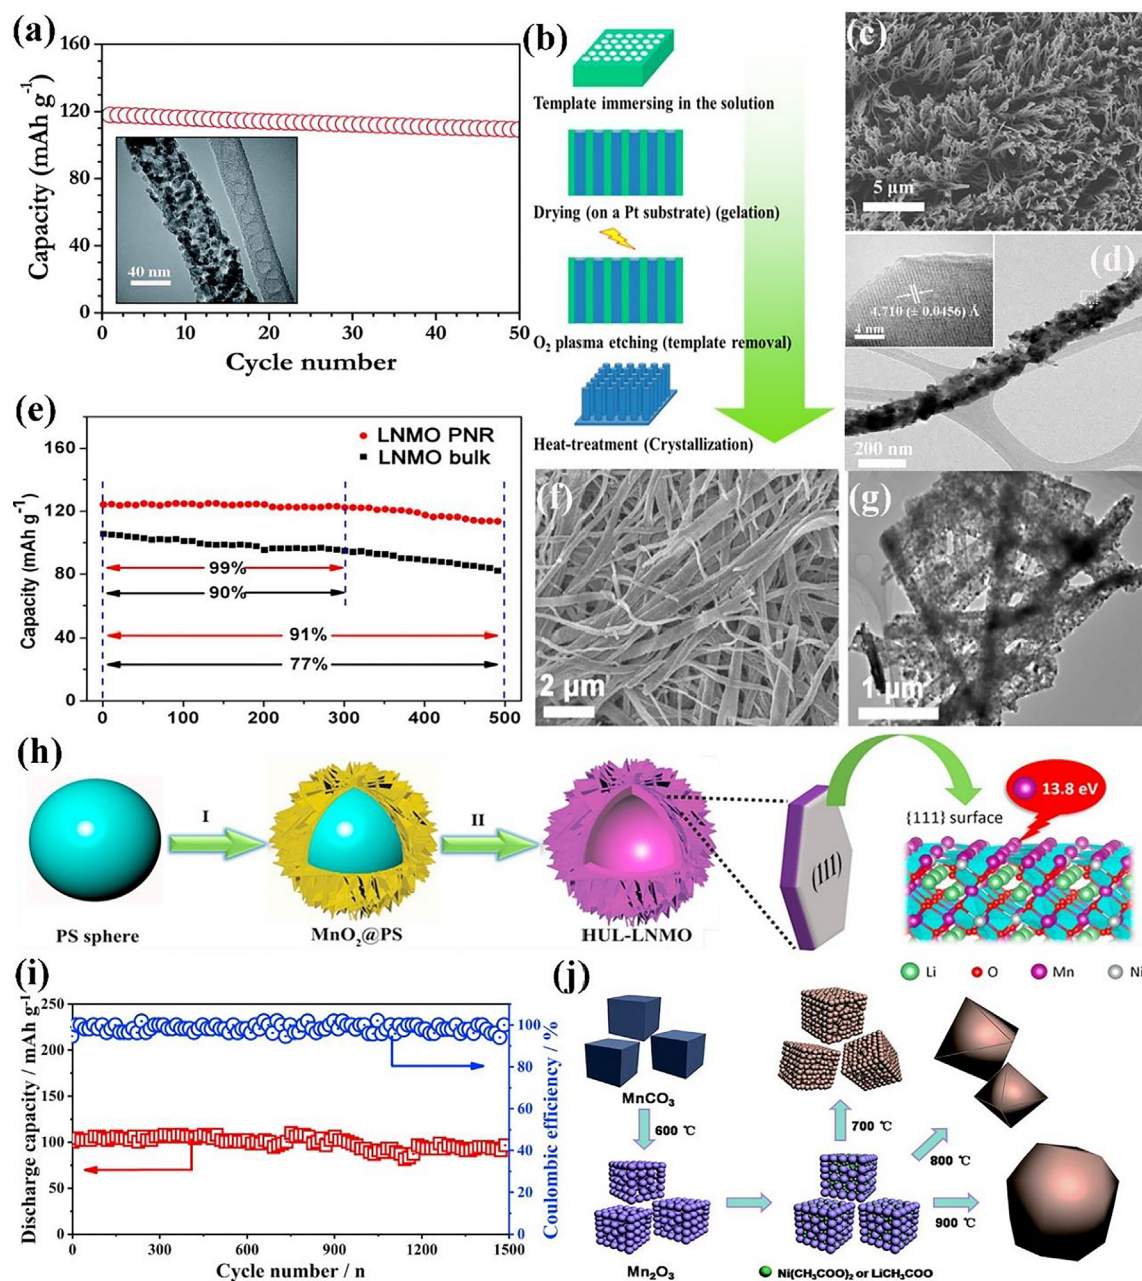 (a)
160
120
80
40
0
Capacity (mAh g-1)
40 nm
0 10 20 30 40 50
Cycle number
(b)
Template immersing in the solution
Drying (on a Pt substrate) (gelation)
O2 plasma etching (template removal)
Heat-treatment (Crystallization)
(c)
5 μm
(d)
4.710 (± 0.0456) Å
4 nm
200 nm
(e)
160
120
80
40
0
Capacity (mAh g-1)
LNMO PNR
LNMO bulk
99%
90%
91%
77%
0 100 200 300 400 500
(f)
2 μm
(g)
1 μm
(h)
I
II
PS sphere
MnO2@PS
HUL-LNMO
(111)
{111} surface
13.8 eV
Li O Mn Ni
(i)
250
200
150
100
50
0
Discharge capacity / mAh g-1
100
80
60
40
20
0
Coulombic efficiency / %
0 300 600 900 1200 1500
Cycle number / n
(j)
MnCO3
600 ℃
Mn2O3
700 ℃
800 ℃
900 ℃
Ni(CH3COO)2 or LiCH3COO